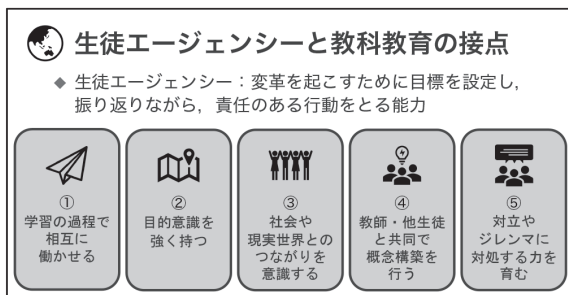 生徒エージェンシーと教科教育の接点
◆ 生徒エージェンシー：変革を起こすために目標を設定し，
振り返りながら，責任のある行動をとる能力
①
学習の過程で
相互に
働かせる
②
目的意識を
強く持つ
③
社会や
現実世界との
つながりを
意識する
④
教師・他生徒
と共同で
概念構築を
行う
⑤
対立や
ジレンマに
対処する力を
育む